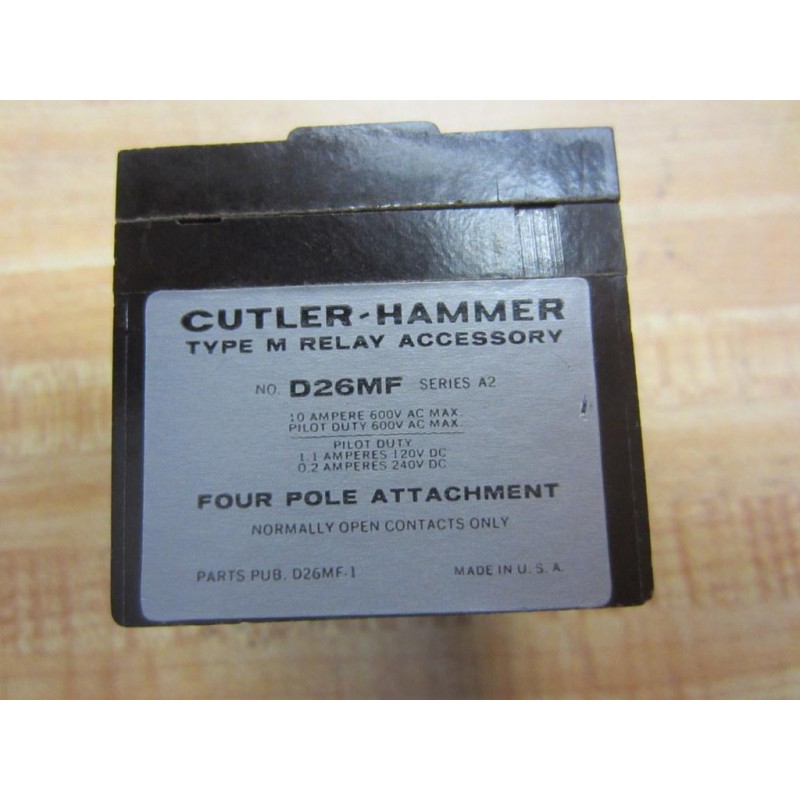 CUTLER-HAMMER
TYPE M RELAY ACCESSORY
NO. D26MF SERIES A2
10 AMPERE 600V AC MAX.
PILOT DUTY 600V AC MAX.
PILOT DUTY
1.1 AMPERES 120V DC
0.2 AMPERES 240V DC
FOUR POLE ATTACHMENT
NORMALLY OPEN CONTACTS ONLY
PARTS PUB. D26MF-1 MADE IN U. S. A.